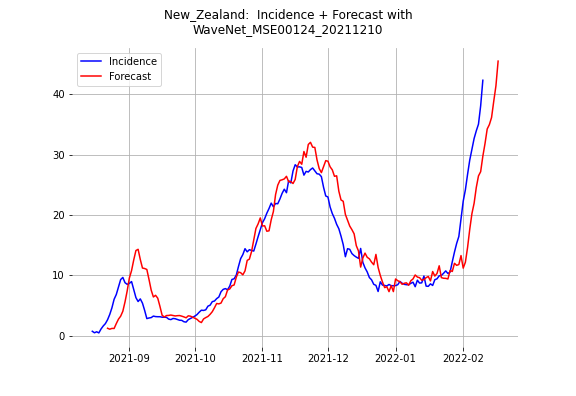 New_Zealand:  Incidence + Forecast with
WaveNet_MSE00124_20211210
Incidence
Forecast
40
30
20
10
0
2021-09 2021-10 2021-11 2021-12 2022-01 2022-02